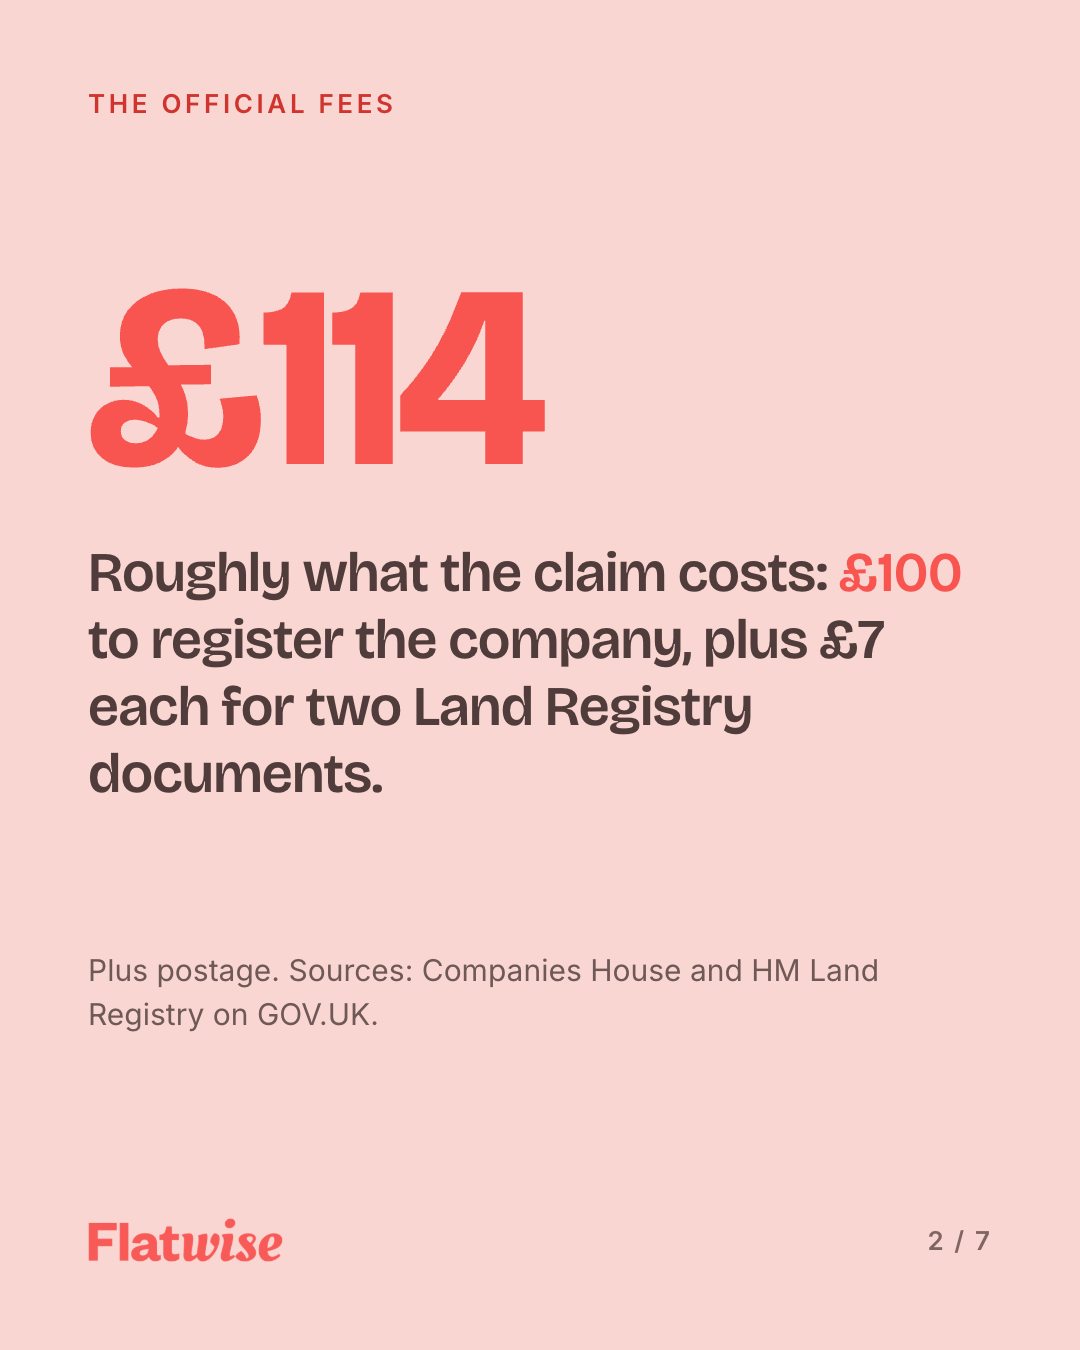 THE OFFICIAL FEES
£114
Roughly what the claim costs: £100
to register the company, plus £7
each for two Land Registry
documents.
Plus postage. Sources: Companies House and HM Land
Registry on GOV.UK.
Flatwise
2 / 7